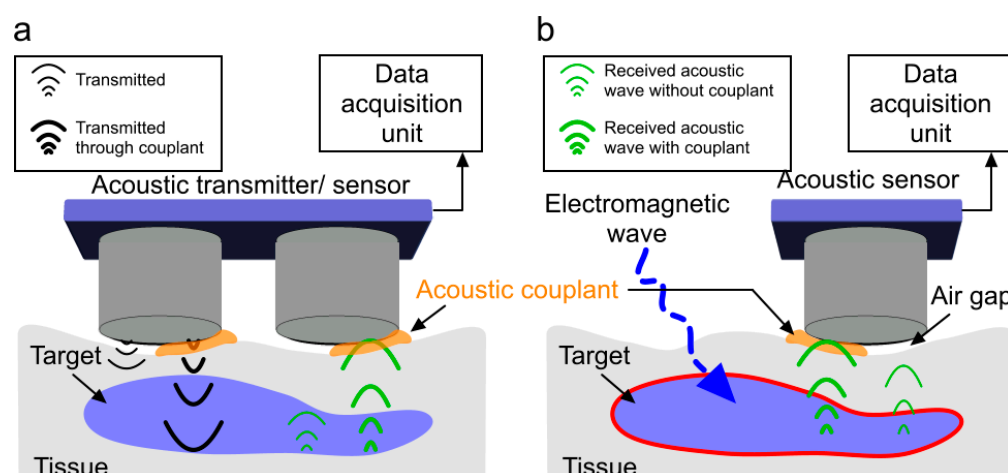 a
Transmitted
Transmitted
through couplant
Data
acquisition
unit
Acoustic transmitter/ sensor
Acoustic couplant
Target
Tissue
b
Received acoustic
wave without couplant
Received acoustic
wave with couplant
Data
acquisition
unit
Acoustic sensor
Electromagnetic
wave
Air gap
Target
Tissue